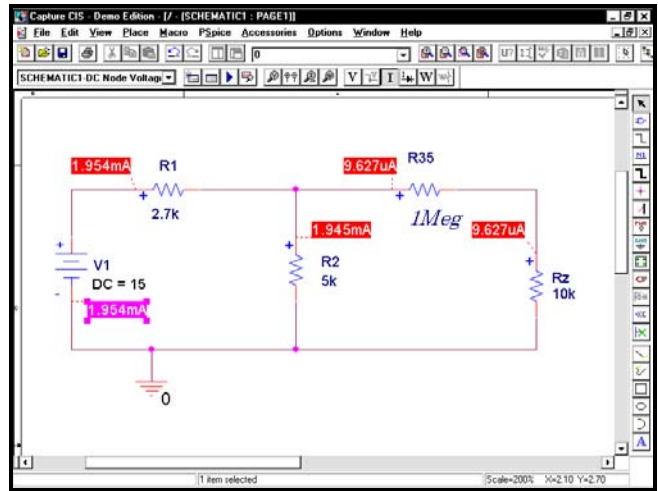 Capture CIS - Demo Edition - [/ - (SCHEMATIC1 : PAGE1)]
File Edit View Place Macro PSpice Accessories Options Window Help
0
SCHEMATIC1-DC Node Voltag
V I W
1.954mA
R1
2.7k
9.627uA
R35
1Meg
1.945mA
R2
5k
9.627uA
Rz
10k
V1
DC = 15
1.954mA
0
1 item selected
Scale=200% X=2.10 Y=2.70